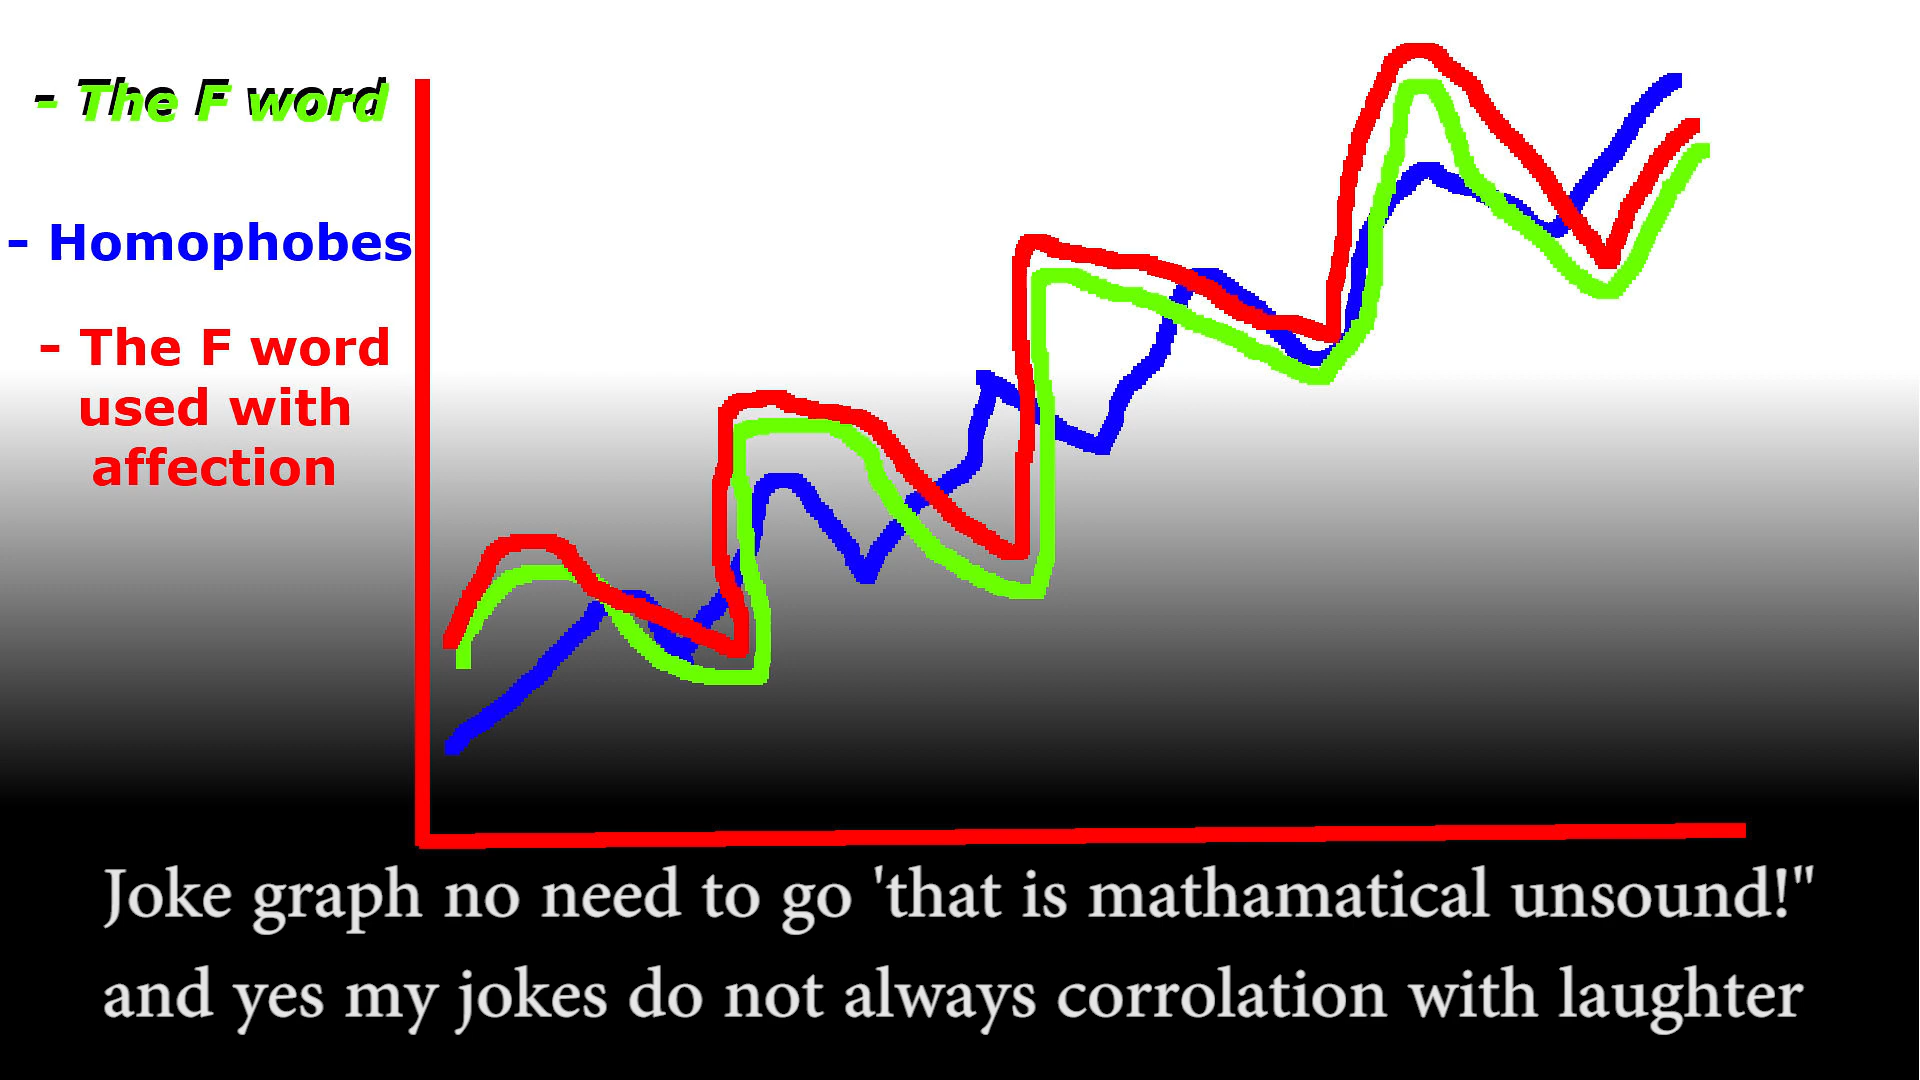 - The F word
- Homophobes
- The F word
used with
affection
Joke graph no need to go 'that is mathamatical unsound!"
and yes my jokes do not always corrolation with laughter